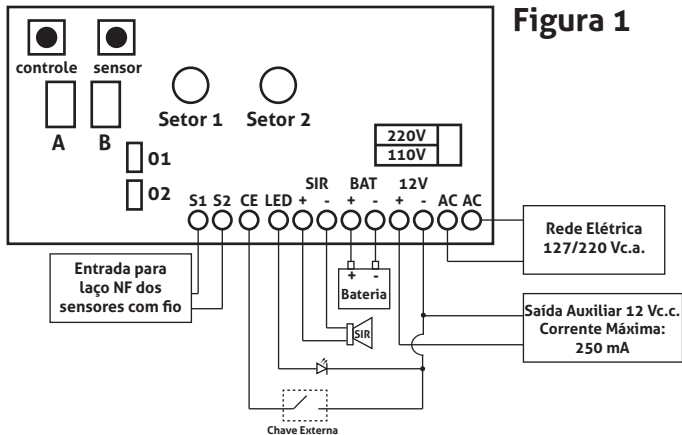 Figura 1
controle sensor
A B
Setor 1 Setor 2
01
02
220V
110V
SIR BAT 12V
S1 S2 CE LED + - + - + - AC AC
Rede Elétrica
127/220 Vc.a.
Entrada para
laço NF dos
sensores com fio
+ -
Bateria
SIR
Saída Auxiliar 12 Vc.c.
Corrente Máxima:
250 mA
Chave Externa